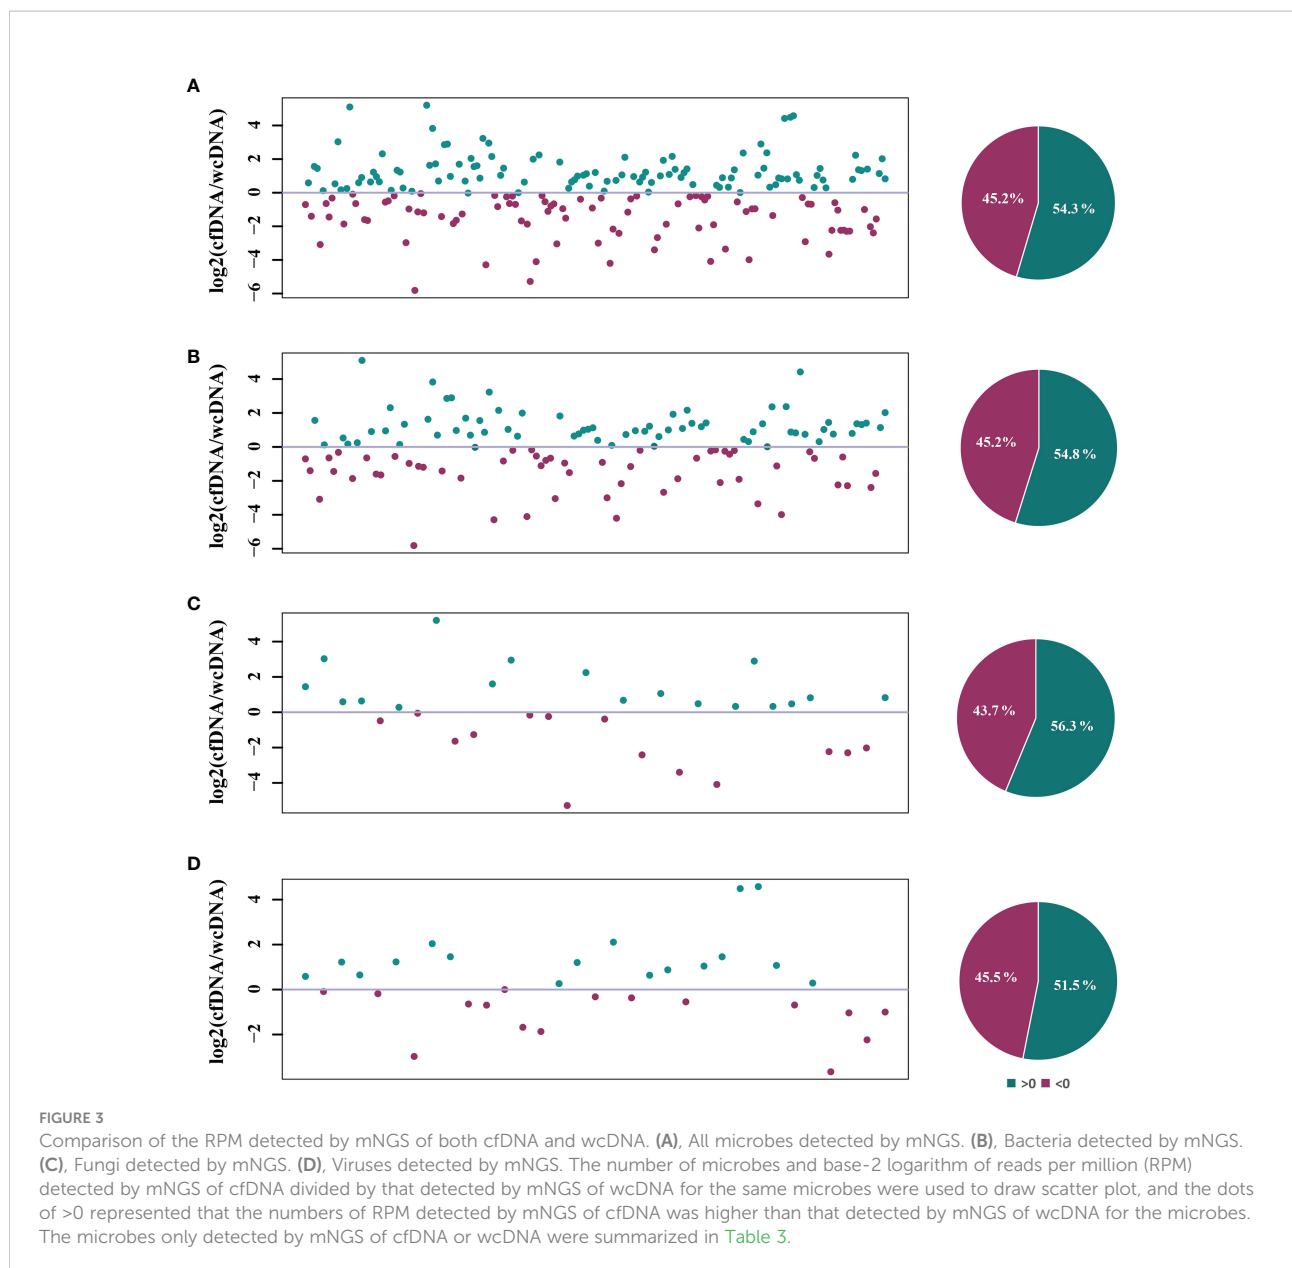 A
log2(cfDNA/wcDNA)
4
2
0
−2
−4
−6
45.2%
54.3%
B
log2(cfDNA/wcDNA)
4
2
0
−2
−4
−6
45.2%
54.8%
C
log2(cfDNA/wcDNA)
4
2
0
−2
−4
43.7%
56.3%
D
log2(cfDNA/wcDNA)
4
2
0
−2
45.5%
51.5%
>0 <0
FIGURE 3
Comparison of the RPM detected by mNGS of both cfDNA and wcDNA. (A), All microbes detected by mNGS. (B), Bacteria detected by mNGS.
(C), Fungi detected by mNGS. (D), Viruses detected by mNGS. The number of microbes and base-2 logarithm of reads per million (RPM)
detected by mNGS of cfDNA divided by that detected by mNGS of wcDNA for the same microbes were used to draw scatter plot, and the dots
of >0 represented that the numbers of RPM detected by mNGS of cfDNA was higher than that detected by mNGS of wcDNA for the microbes.
The microbes only detected by mNGS of cfDNA or wcDNA were summarized in Table 3.